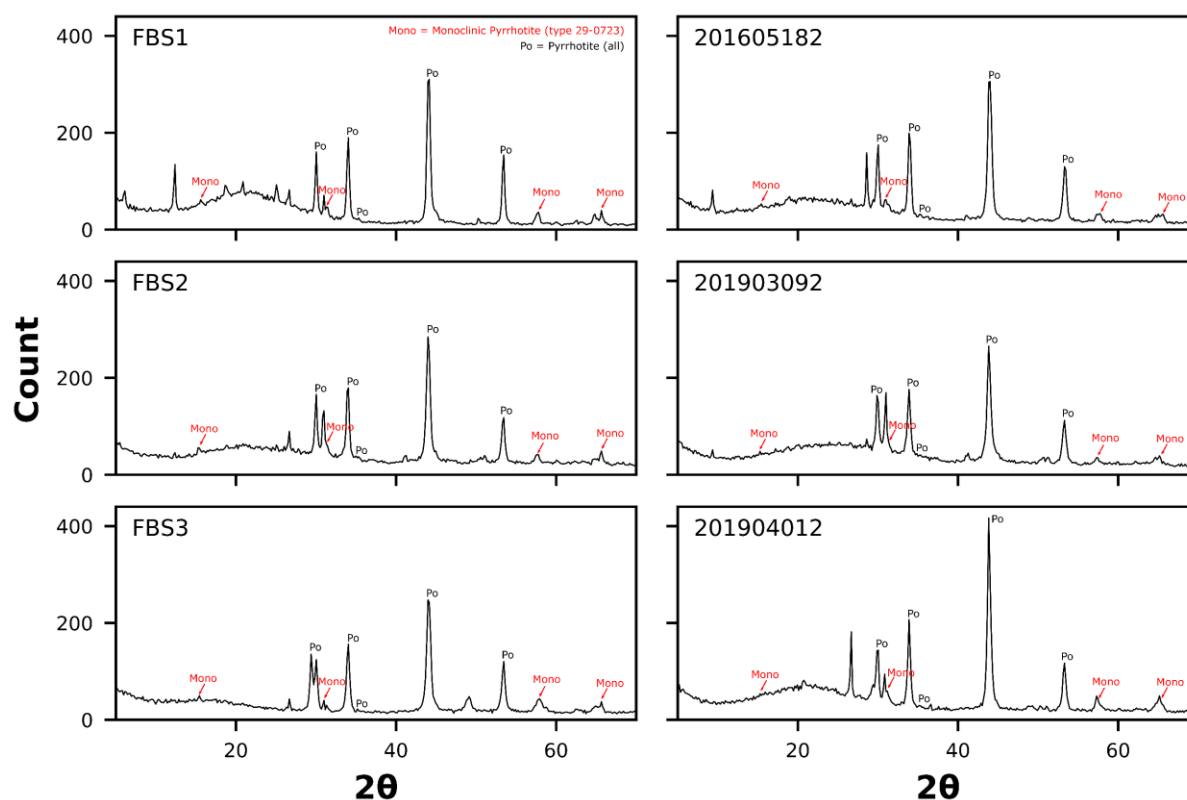 Count
400
200
0
FBS1
Mono = Monoclinic Pyrrhotite (type 29-0723)
Po = Pyrrhotite (all)
Mono
Po
Mono
Po
Po
Po
Po
Mono
Mono
201605182
Mono
Po
Mono
Po
Po
Po
Po
Mono
Mono
400
200
0
FBS2
Mono
Po
Mono
Po
Po
Po
Po
Mono
Mono
201903092
Mono
Po
Mono
Po
Po
Po
Po
Mono
Mono
400
200
0
FBS3
Mono
Po
Mono
Po
Po
Po
Po
Mono
Mono
20 40 60
2θ
201904012
Mono
Po
Mono
Po
Po
Po
Po
Mono
Mono
20 40 60
2θ